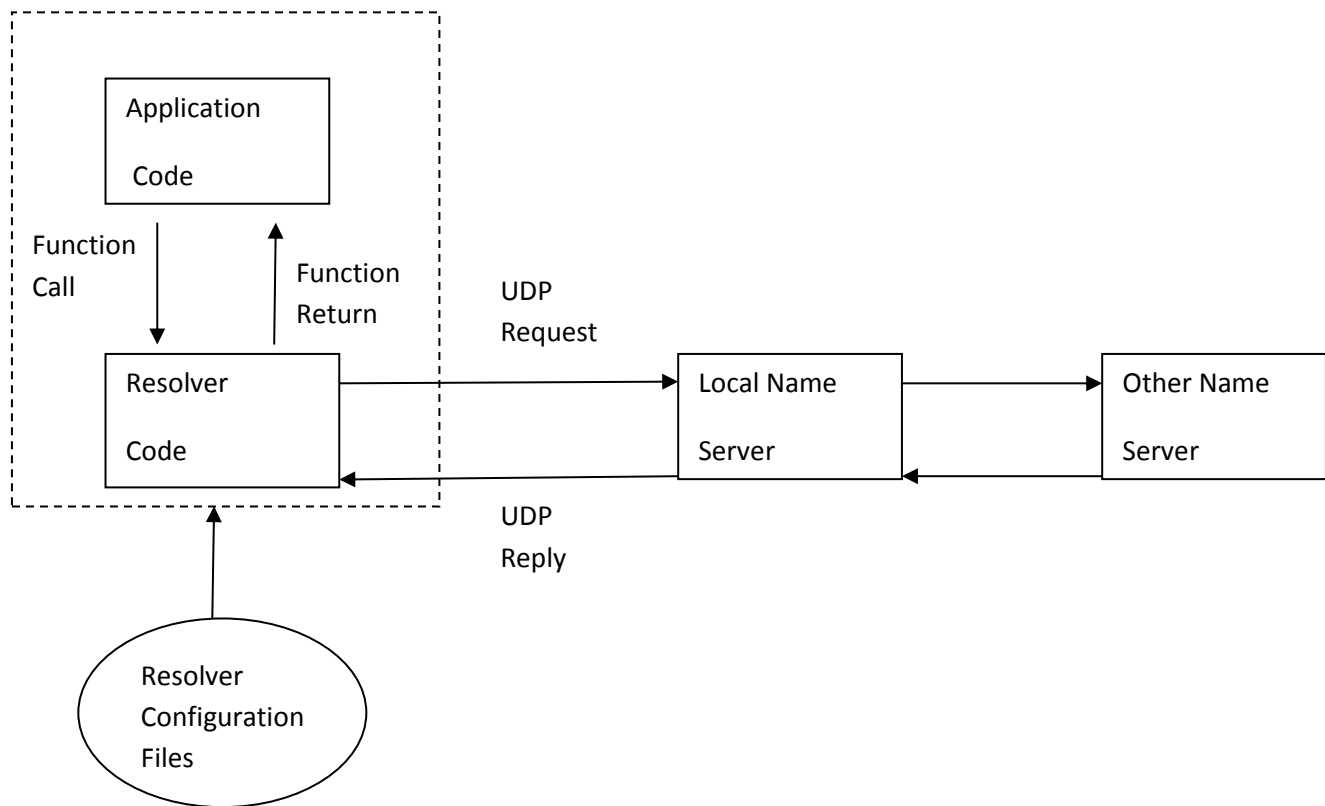 Application
Code
Function
Call
Function
Return
UDP
Request
Resolver
Code
Local Name
Server
Other Name
Server
UDP
Reply
Resolver
Configuration
Files